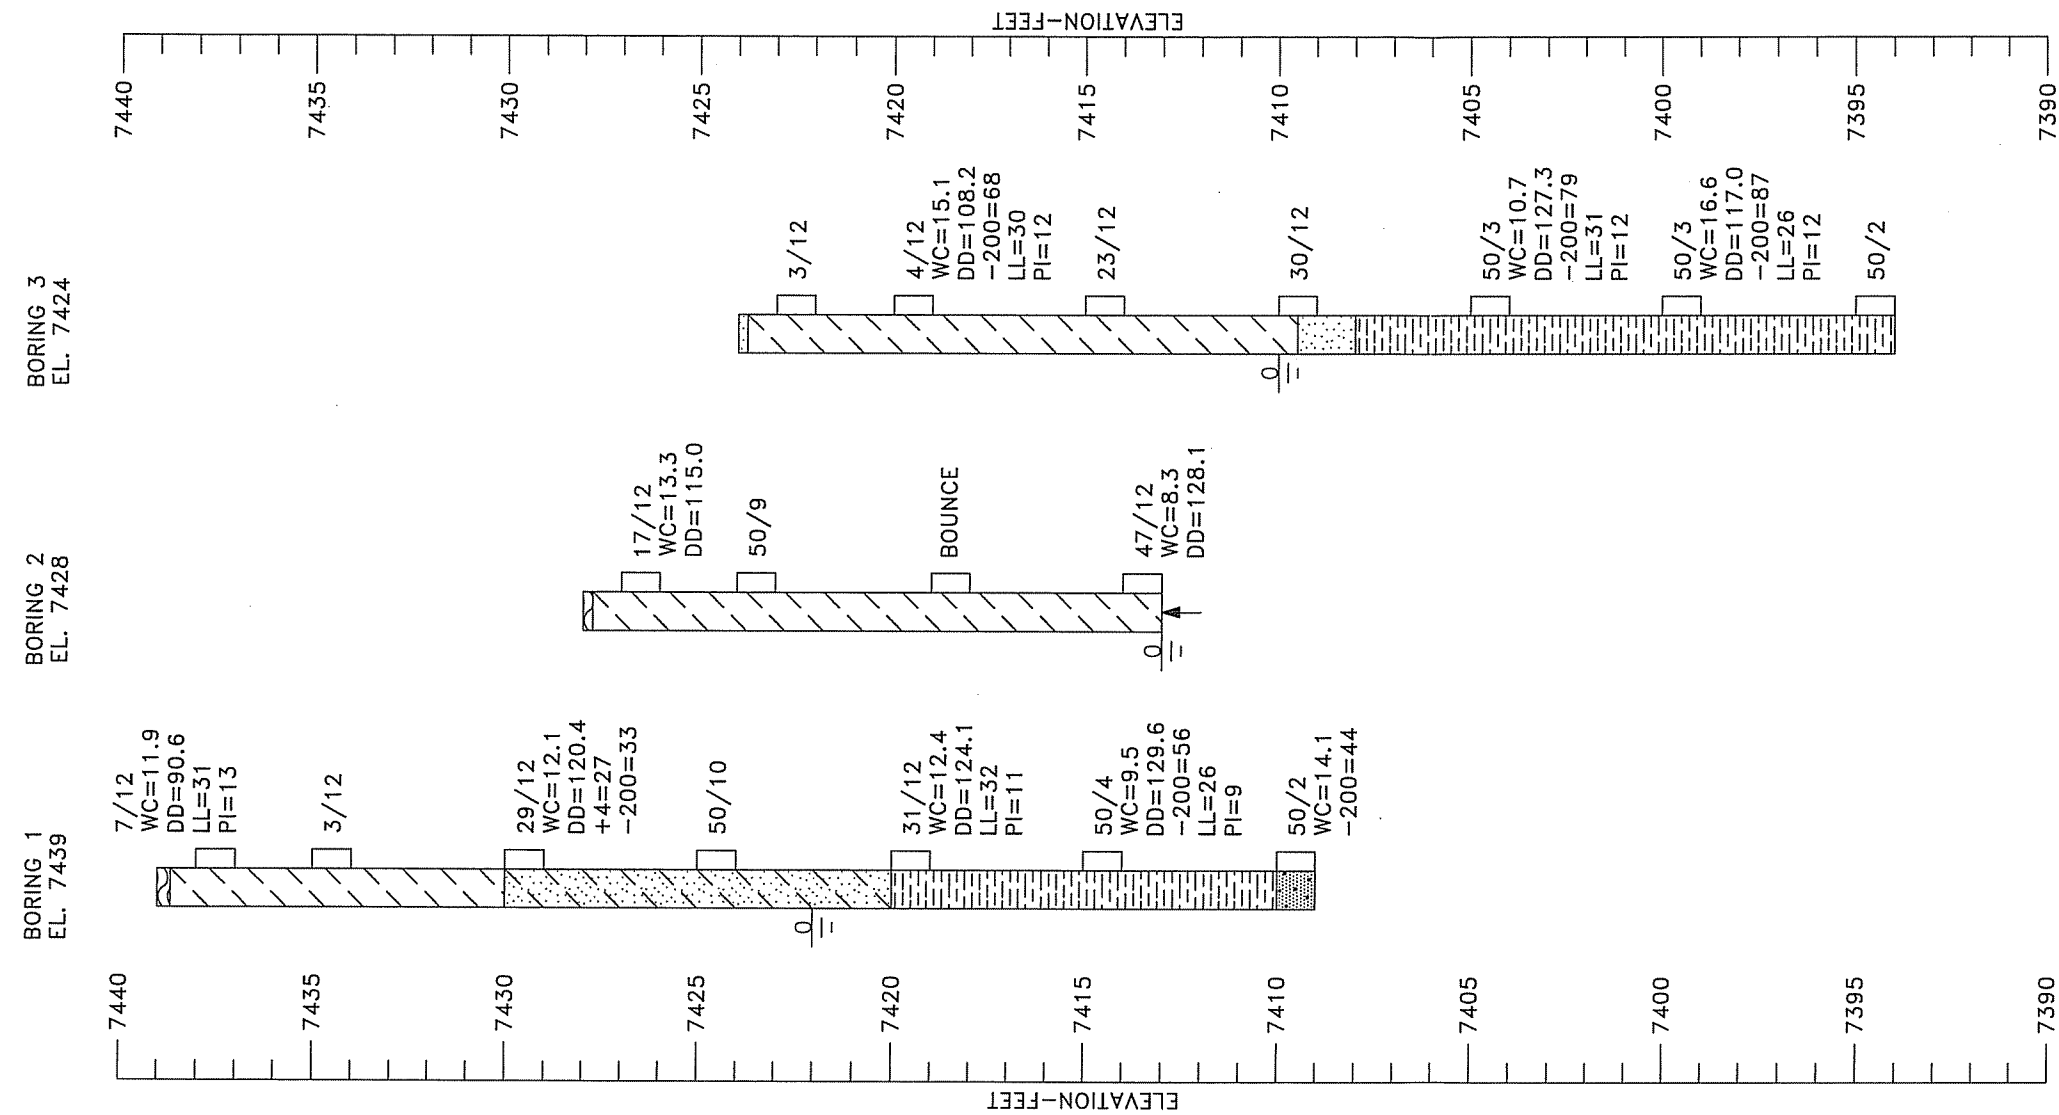 BORING 1
EL. 7439
BORING 2
EL. 7428
BORING 3
EL. 7424
ELEVATION-FEET
7440
7435
7430
7425
7420
7415
7410
7405
7400
7395
7390
7/12
WC=11.9
DD=90.6
LL=31
PI=13
3/12
29/12
WC=12.1
DD=120.4
+4=27
-200=33
50/10
31/12
WC=12.4
DD=124.1
LL=32
PI=11
50/4
WC=9.5
DD=129.6
-200=56
LL=26
PI=9
50/2
WC=14.1
-200=44
0
17/12
WC=13.3
DD=115.0
50/9
BOUNCE
47/12
WC=8.3
DD=128.1
0
3/12
4/12
WC=15.1
DD=108.2
-200=68
LL=30
PI=12
23/12
30/12
50/3
WC=10.7
DD=127.3
-200=79
LL=31
PI=12
50/3
WC=16.6
DD=117.0
-200=87
LL=26
PI=12
50/2
0
7440
7435
7430
7425
7420
7415
7410
7405
7400
7395
7390
ELEVATION-FEET